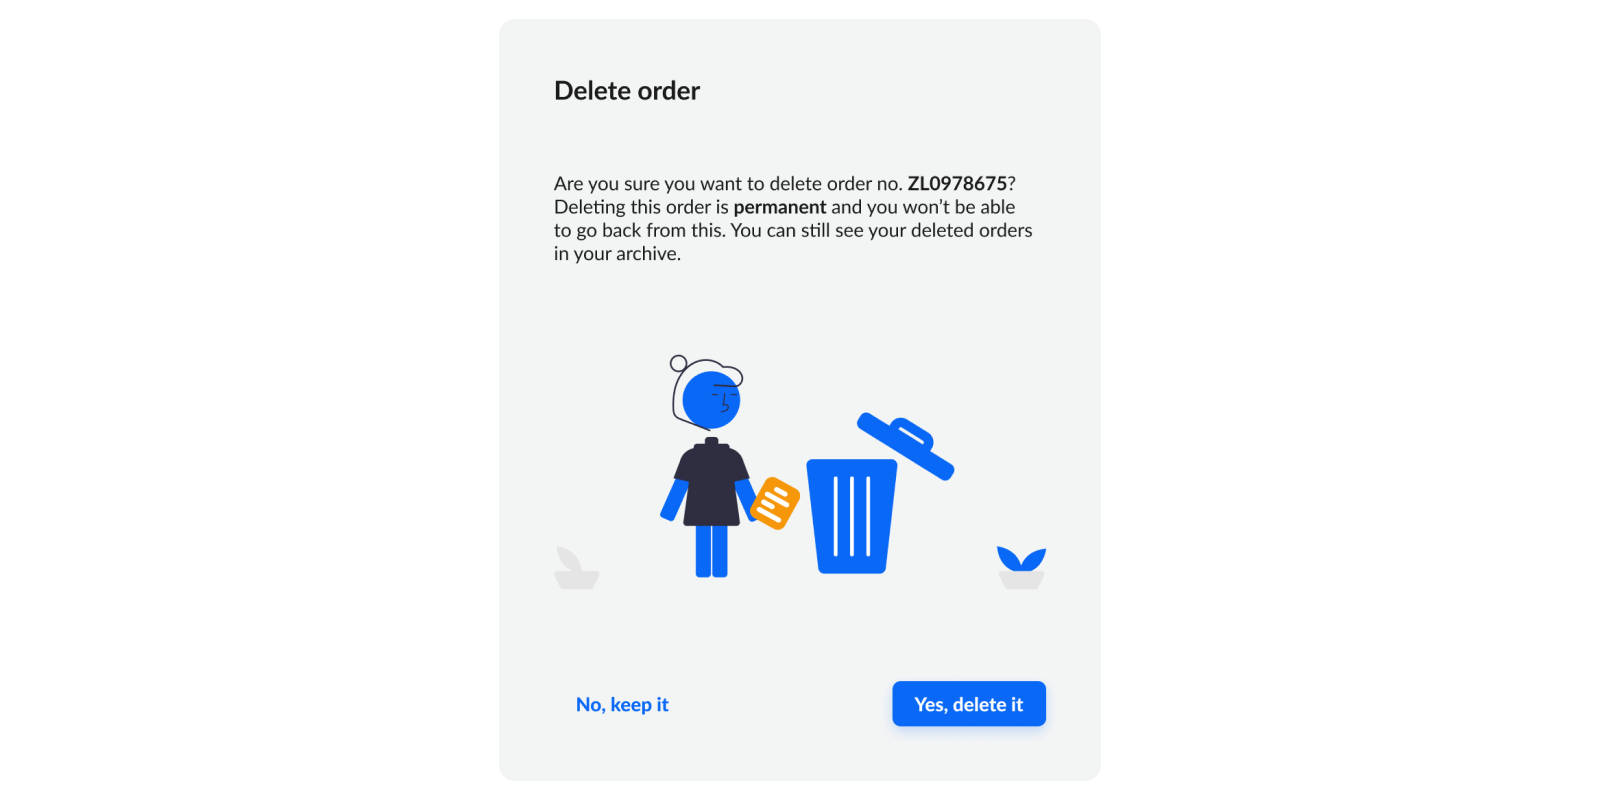 Delete order
Are you sure you want to delete order no. ZL0978675?
Deleting this order is permanent and you won’t be able
to go back from this. You can still see your deleted orders
in your archive.
No, keep it
Yes, delete it